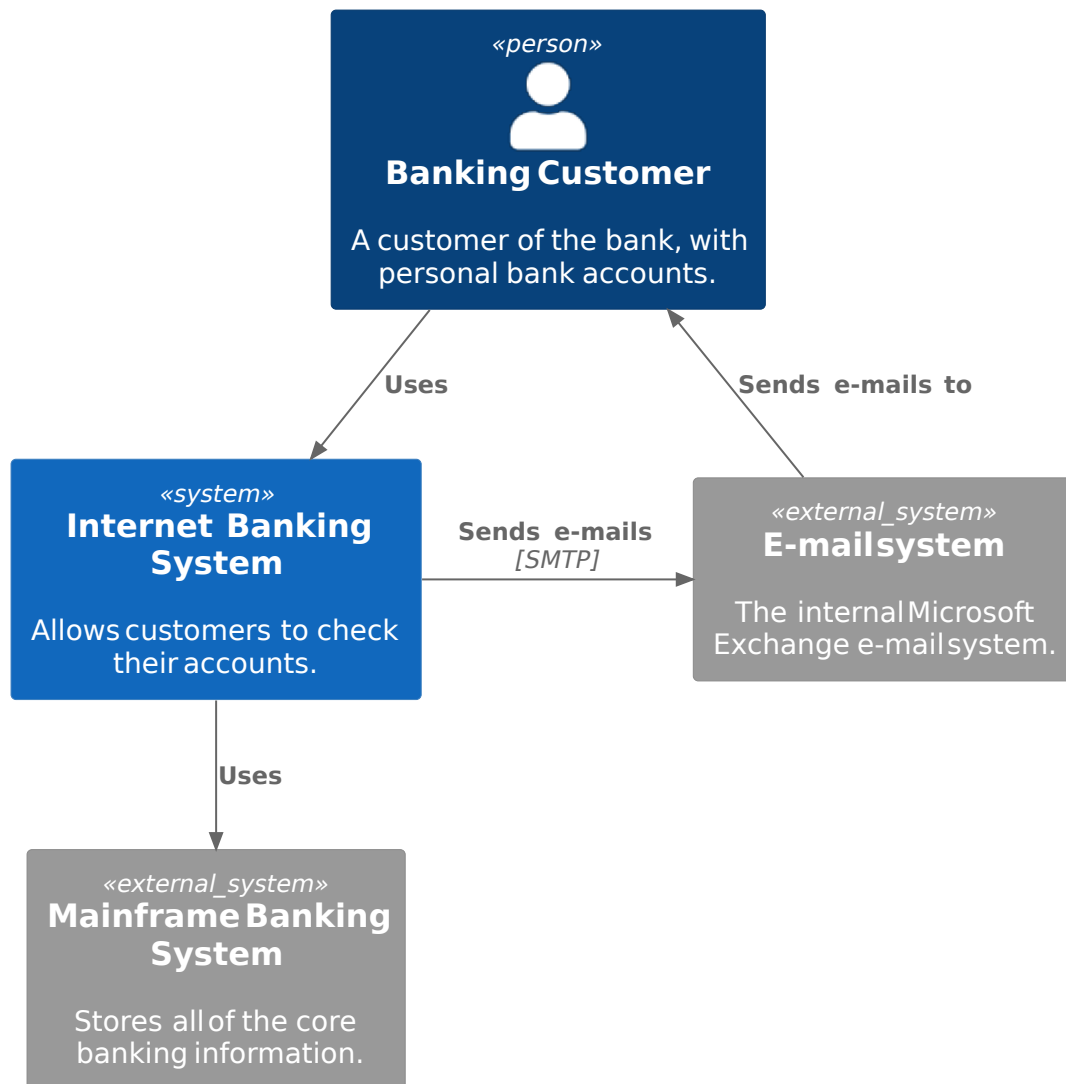 «person»
Banking Customer
A customer of the bank, with
personal bank accounts.
Uses
Sends e-mails to
«system»
Internet Banking
System
Allows customers to check
their accounts.
Sends e-mails
[SMTP]
«external_system»
E-mail system
The internal Microsoft
Exchange e-mail system.
Uses
«external_system»
Mainframe Banking
System
Stores all of the core
banking information.